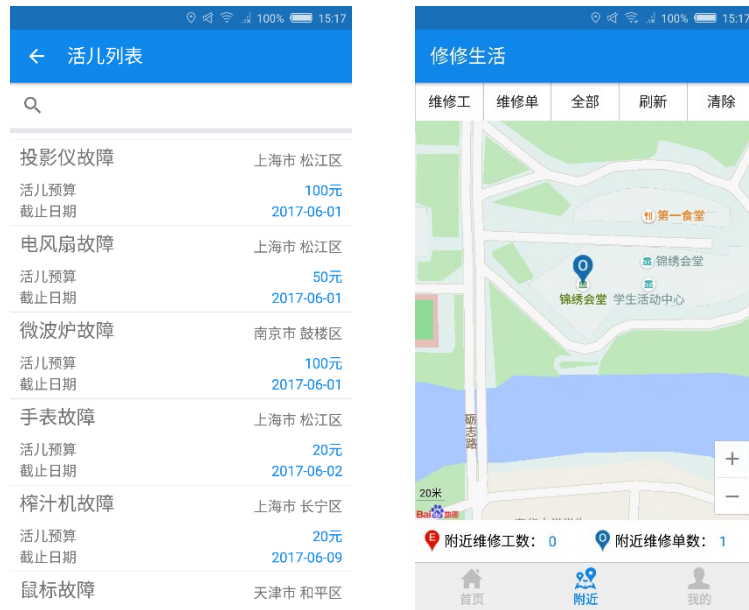 100% 15:17
活儿列表
投影仪故障 上海市 松江区
活儿预算 100元
截止日期 2017-06-01
电风扇故障 上海市 松江区
活儿预算 50元
截止日期 2017-06-01
微波炉故障 南京市 鼓楼区
活儿预算 100元
截止日期 2017-06-01
手表故障 上海市 松江区
活儿预算 20元
截止日期 2017-06-02
榨汁机故障 上海市 长宁区
活儿预算 20元
截止日期 2017-06-09
鼠标故障 天津市 和平区
100% 15:17
修修生活
维修工 维修单 全部 刷新 清除
第一食堂
锦绣会堂
O
锦绣会堂 学生活动中心
砺志路
20米
Bai 地图
E 附近维修工数： 0 O 附近维修单数： 1
首页 附近 我的